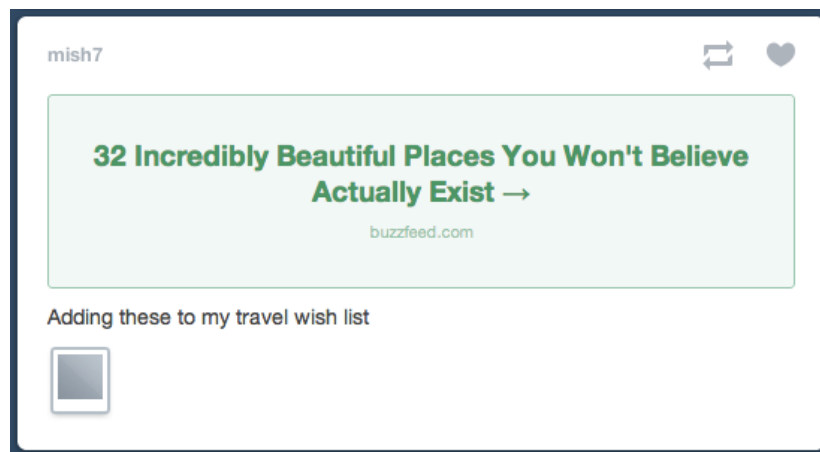 mish7
32 Incredibly Beautiful Places You Won't Believe
Actually Exist →
buzzfeed.com
Adding these to my travel wish list